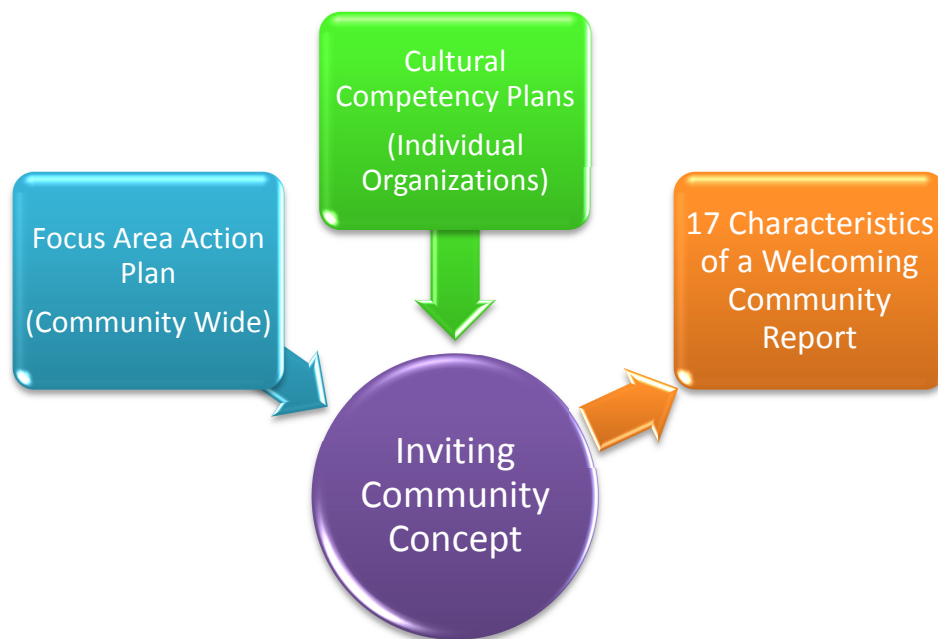 Cultural
Competency Plans
(Individual
Organizations)
Focus Area Action
Plan
(Community Wide)
17 Characteristics
of a Welcoming
Community
Report
Inviting
Community
Concept